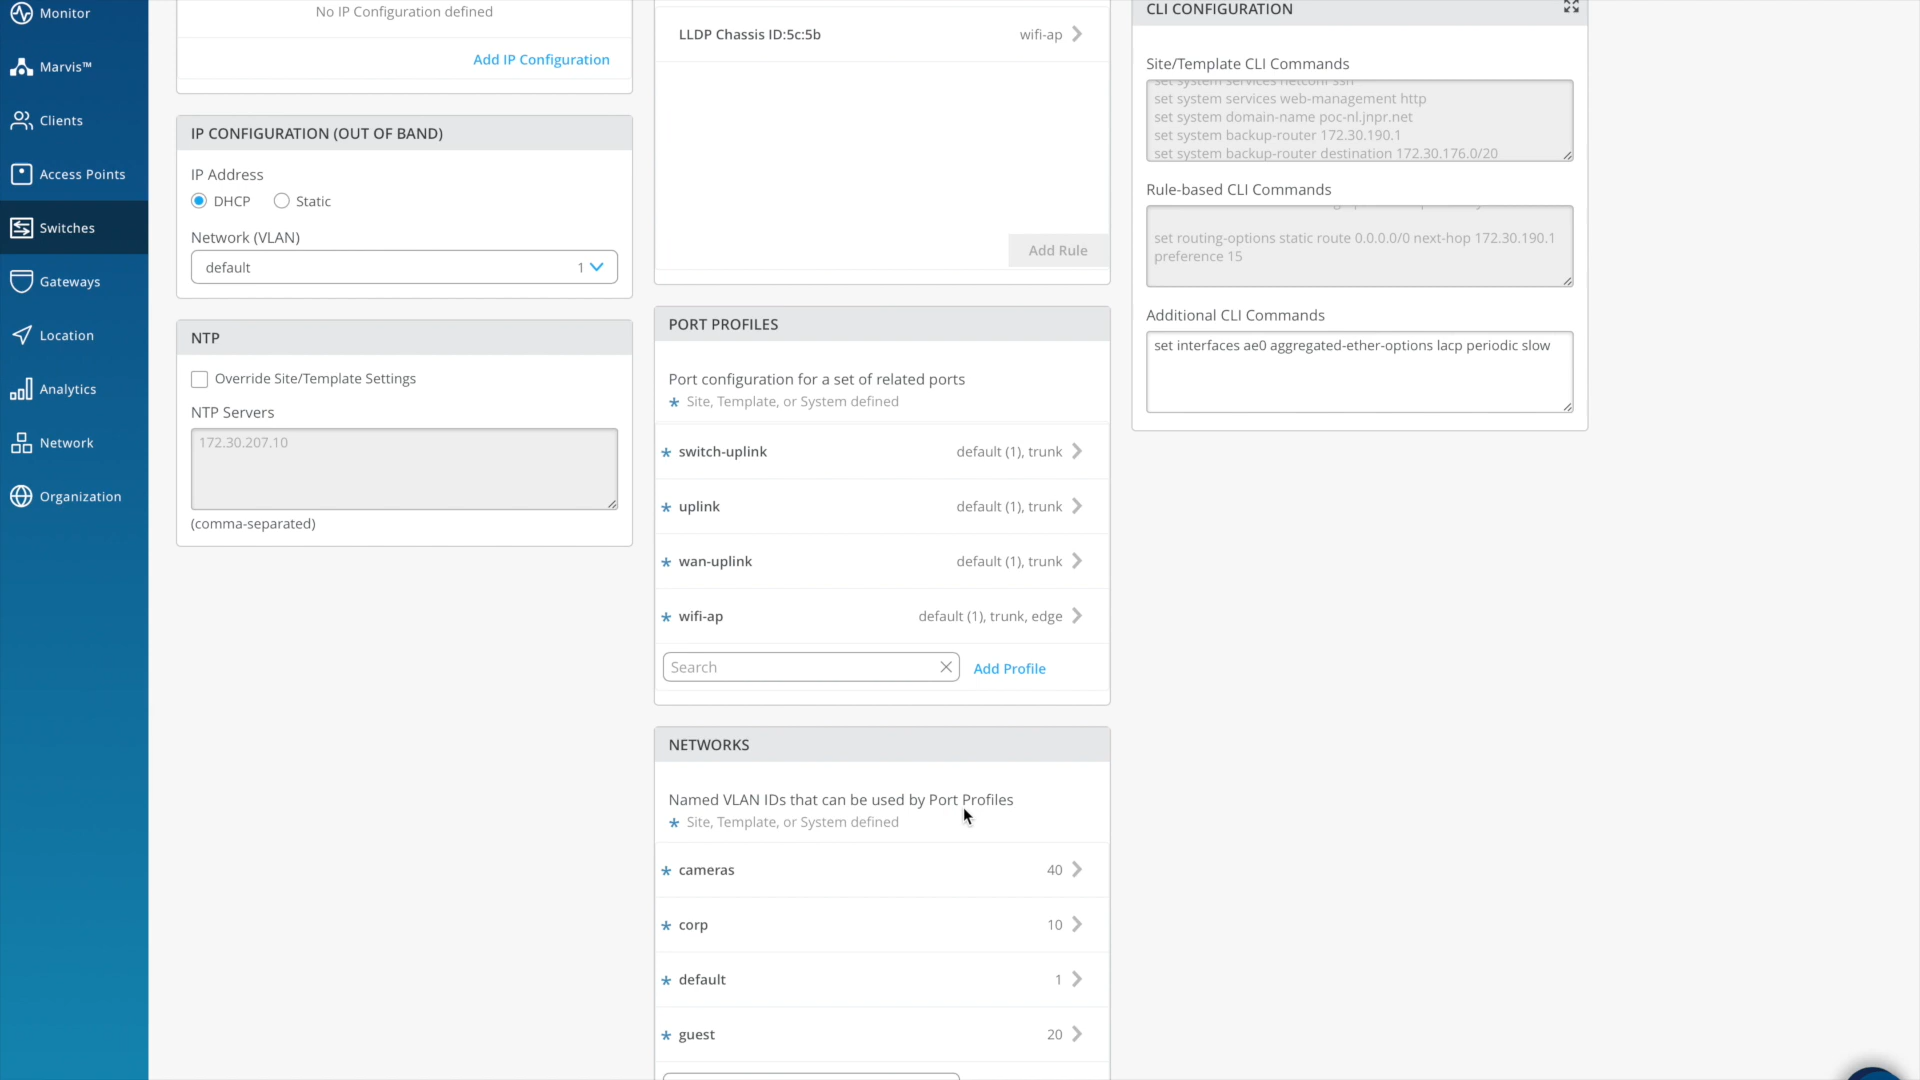 Monitor
Marvis™
Clients
Access Points
Switches
Gateways
Location
Analytics
Network
Organization
No IP Configuration defined
Add IP Configuration
IP CONFIGURATION (OUT OF BAND)
IP Address
DHCP Static
Network (VLAN)
default 1
NTP
Override Site/Template Settings
NTP Servers
172.30.207.10
(comma-separated)
LLDP Chassis ID:5c:5b wifi-ap
Add Rule
PORT PROFILES
Port configuration for a set of related ports
* Site, Template, or System defined
* switch-uplink default (1), trunk
* uplink default (1), trunk
* wan-uplink default (1), trunk
* wifi-ap default (1), trunk, edge
Search Add Profile
NETWORKS
Named VLAN IDs that can be used by Port Profiles
* Site, Template, or System defined
* cameras 40
* corp 10
* default 1
* guest 20
CLI CONFIGURATION
Site/Template CLI Commands
set system services netconf ssh
set system services web-management http
set system domain-name poc-nl.jnpr.net
set system backup-router 172.30.190.1
set system backup-router destination 172.30.176.0/20
Rule-based CLI Commands
set routing-options static route 0.0.0.0/0 next-hop 172.30.190.1
preference 15
Additional CLI Commands
set interfaces ae0 aggregated-ether-options lacp periodic slow